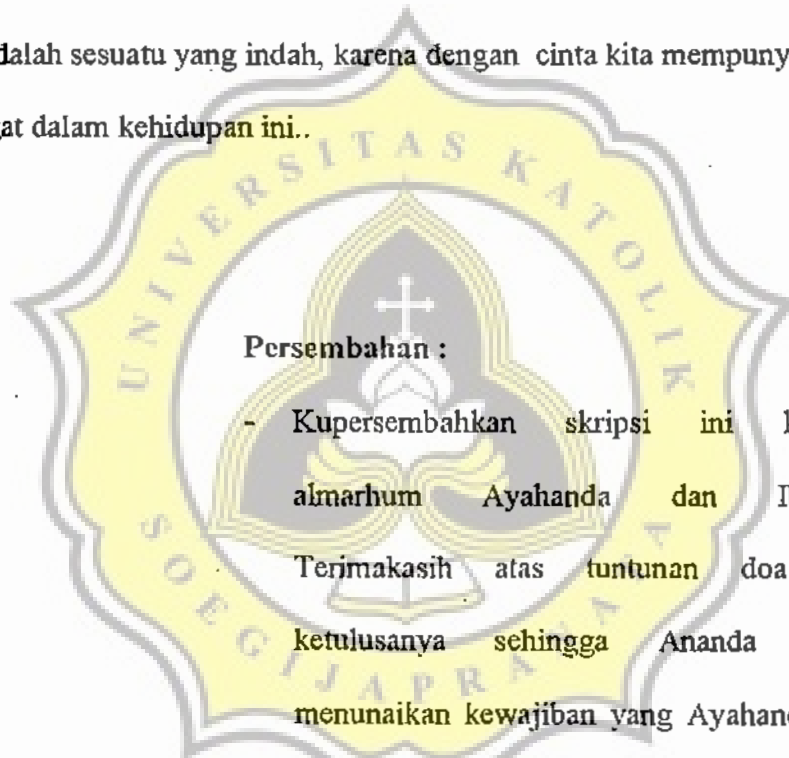 dalah sesuatu yang indah, karena dengan cinta kita mempuny
gat dalam kehidupan ini..
UNIVERSITAS KATOLIK
Persembahan :
- Kupersembahkan skripsi ini
almarhum Ayahanda dan
Terimakasih atas tuntunan doa
ketulusanya sehingga Ananda
menunaikan kewajiban yang Ayahand
SOEGIJAPRANATA